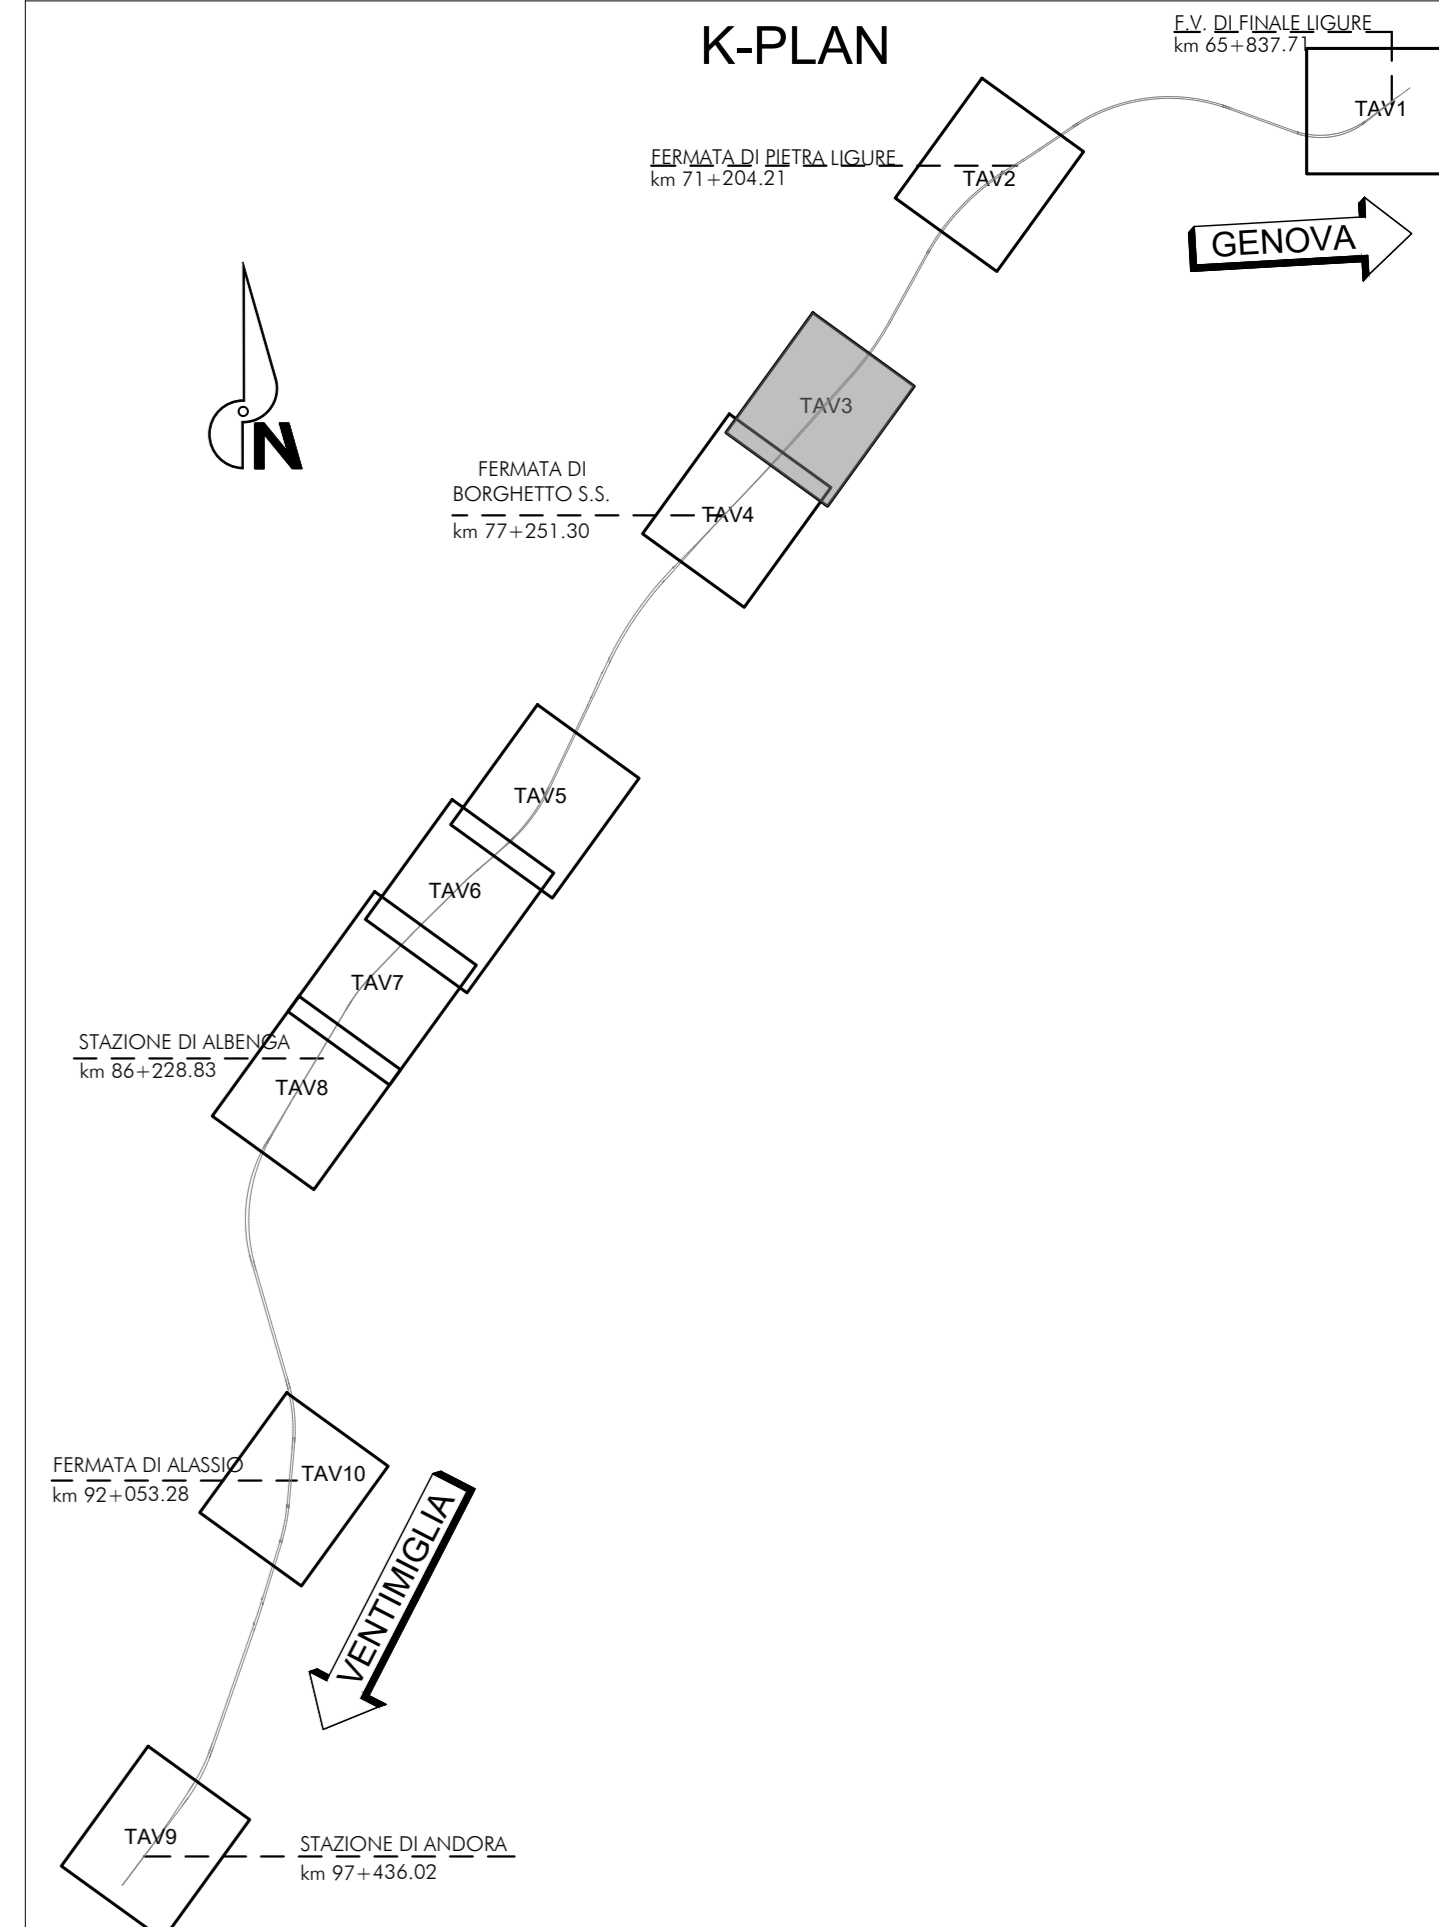 K-PLAN
F.V. DI FINALE LIGURE
km 65+837.71
TAV1
FERMATA DI PIETRA LIGURE
km 71+204.21
TAV2
GENOVA
TAV3
N
FERMATA DI
BORGHETTO S.S.
km 77+251.30
TAV4
TAV5
TAV6
TAV7
STAZIONE DI ALBENGA
km 86+228.83
TAV8
FERMATA DI ALASSIO
km 92+053.28
TAV10
VENTIMIGLIA
TAV9
STAZIONE DI ANDORA
km 97+436.02